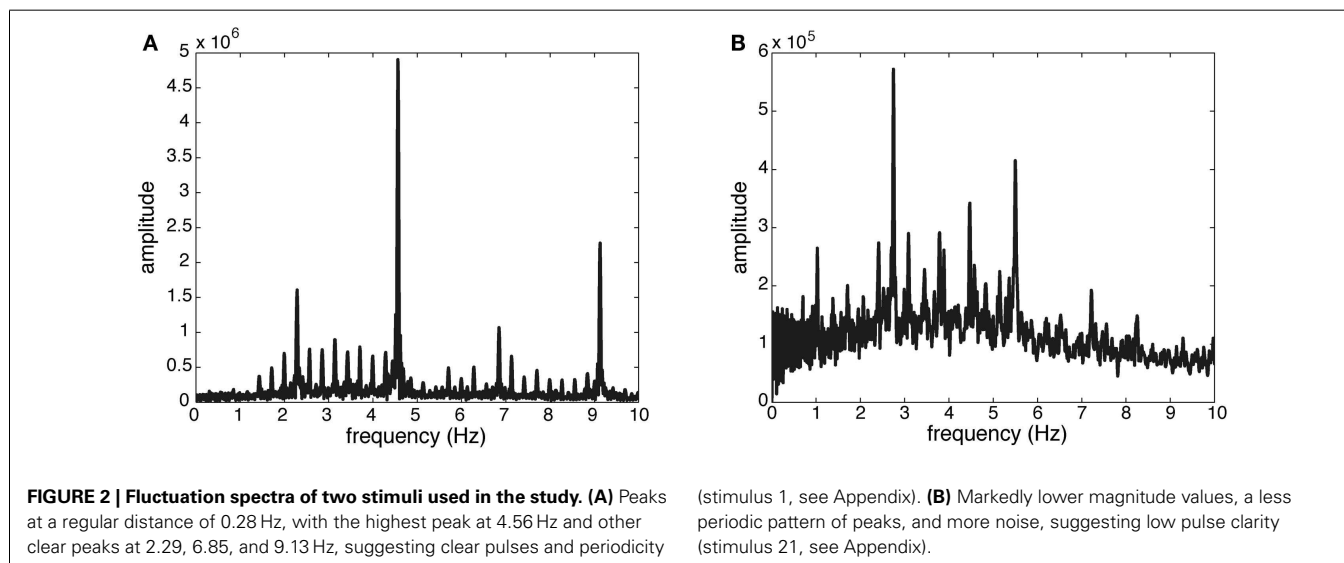 A
x 10⁶
5
4.5
4
3.5
3
2.5
2
1.5
1
0.5
0
amplitude
0 1 2 3 4 5 6 7 8 9 10
frequency (Hz)
B
x 10⁵
6
5
4
3
2
1
0
amplitude
0 1 2 3 4 5 6 7 8 9 10
frequency (Hz)
FIGURE 2 | Fluctuation spectra of two stimuli used in the study. (A) Peaks
at a regular distance of 0.28 Hz, with the highest peak at 4.56 Hz and other
clear peaks at 2.29, 6.85, and 9.13 Hz, suggesting clear pulses and periodicity
(stimulus 1, see Appendix). (B) Markedly lower magnitude values, a less
periodic pattern of peaks, and more noise, suggesting low pulse clarity
(stimulus 21, see Appendix).